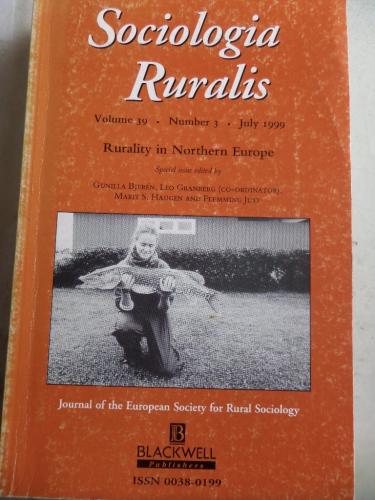 Sociologia
Ruralis
Volume 39 • Number 3 • July 1999
Rurality in Northern Europe
Special issue edited by
Gunilla Bjerén, Leo Granberg (co-ordinator),
Marit S. Haugen and Flemming Just
Journal of the European Society for Rural Sociology
B
BLACKWELL
Publishers
ISSN 0038-0199